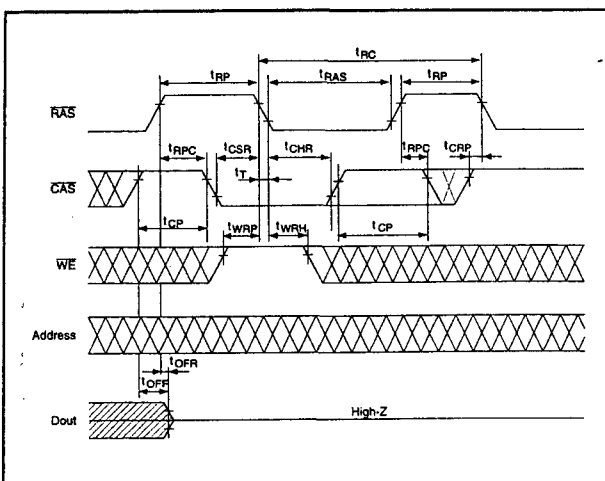 tRC
tRP tRAS tRP
RAS
tRPC tCSR tCHR tRPC tCRP
CAS
tT
tCP tWRP tWRH tCP
WE
Address
tOFR
tOFF
High-Z
Dout